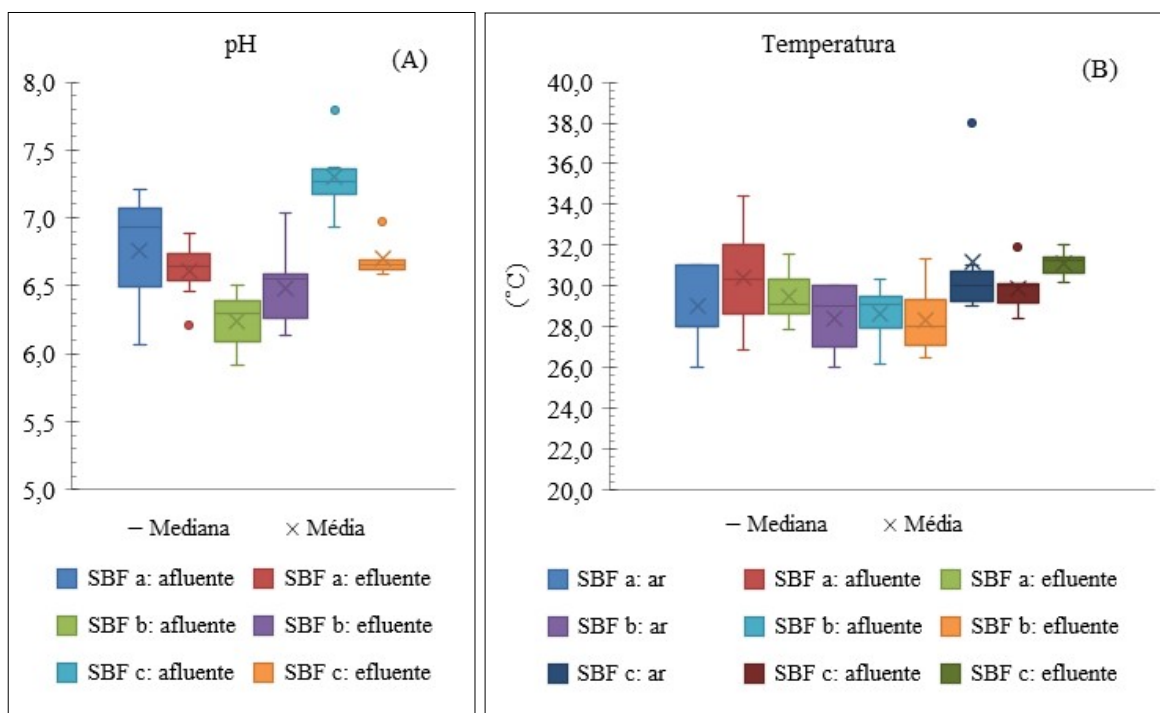 pH
(A)
8,0
7,5
7,0
6,5
6,0
5,5
5,0
− Mediana × Média
SBF a: afluente SBF a: efluente
SBF b: afluente SBF b: efluente
SBF c: afluente SBF c: efluente
Temperatura
(B)
(°C)
40,0
38,0
36,0
34,0
32,0
30,0
28,0
26,0
24,0
22,0
20,0
− Mediana × Média
SBF a: ar SBF a: afluente SBF a: efluente
SBF b: ar SBF b: afluente SBF b: efluente
SBF c: ar SBF c: afluente SBF c: efluente